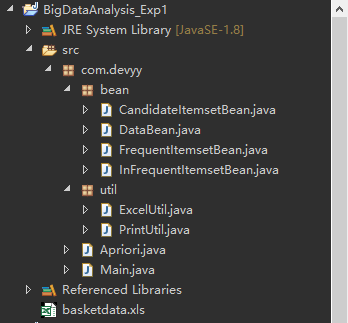 BigDataAnalysis_Exp1
JRE System Library [JavaSE-1.8]
src
com.devyy
bean
CandidateItemsetBean.java
DataBean.java
FrequentItemsetBean.java
InFrequentItemsetBean.java
util
ExcelUtil.java
PrintUtil.java
Apriori.java
Main.java
Referenced Libraries
basketdata.xls